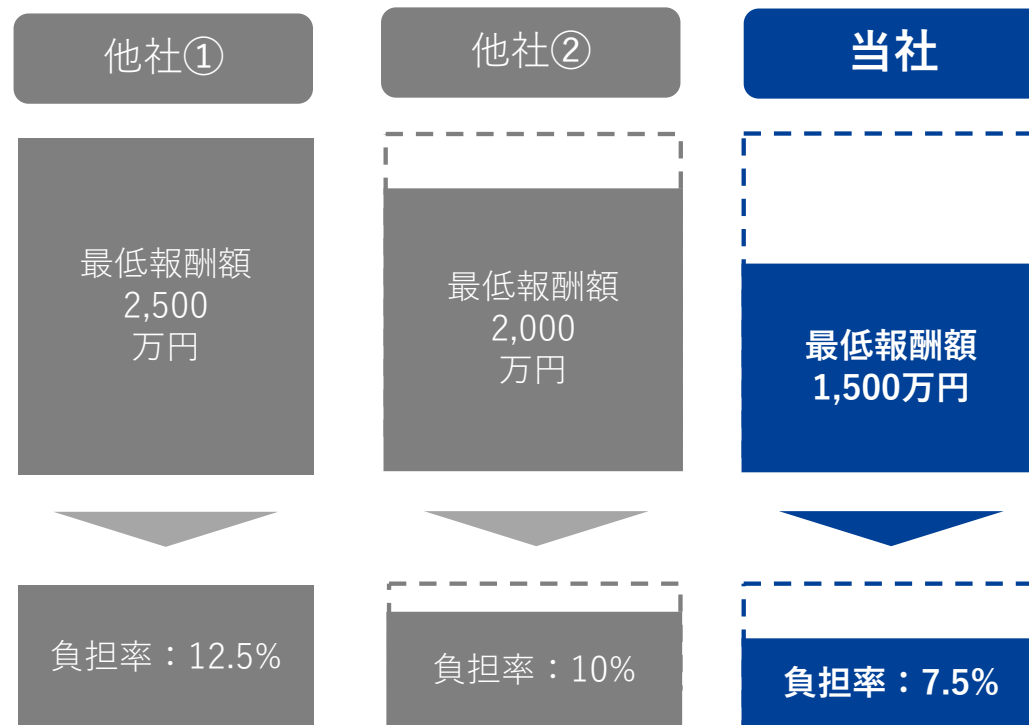 他社①
他社②
当社
最低報酬額
2,500
万円
最低報酬額
2,000
万円
最低報酬額
1,500万円
負担率：12.5%
負担率：10%
負担率：7.5%